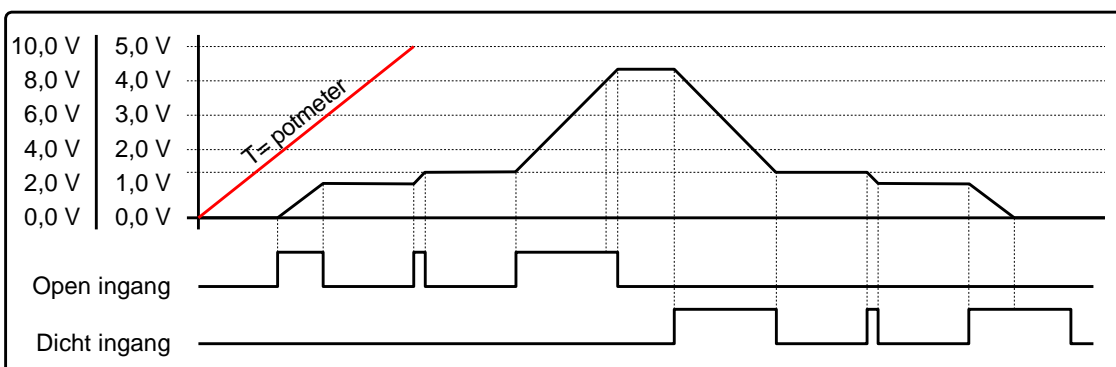 10,0 V 5,0 V
8,0 V 4,0 V
6,0 V 3,0 V
4,0 V 2,0 V
2,0 V 1,0 V
0,0 V 0,0 V
T= potmeter
Open ingang
Dicht ingang